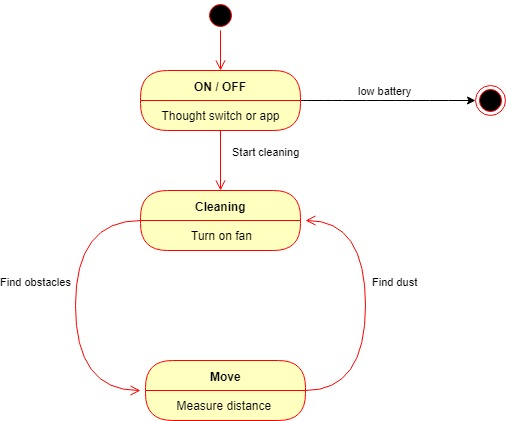 ON / OFF
low battery
Thought switch or app
Start cleaning
Cleaning
Turn on fan
Find obstacles
Find dust
Move
Measure distance